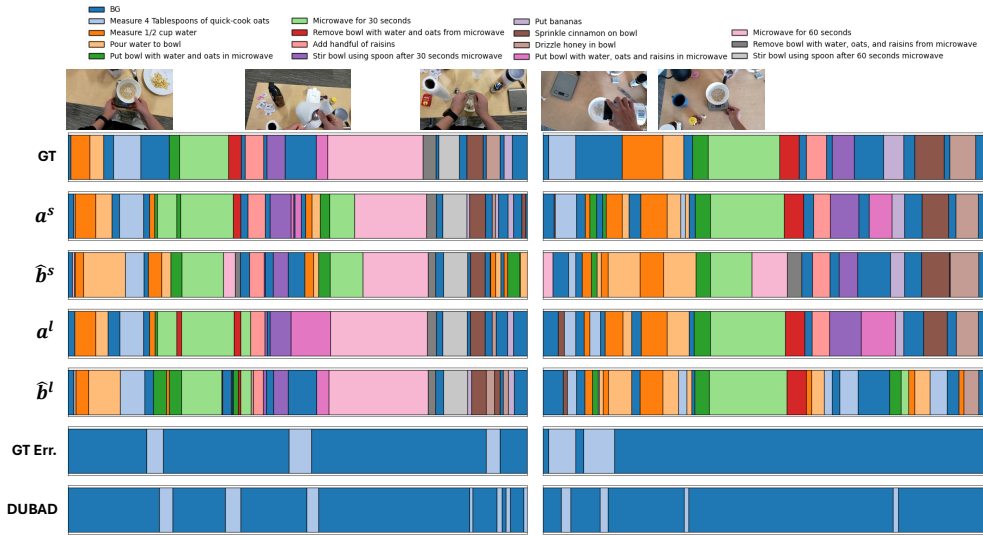 BG
Measure 4 Tablespoons of quick-cook oats
Measure 1/2 cup water
Pour water to bowl
Put bowl with water and oats in microwave
Microwave for 30 seconds
Remove bowl with water and oats from microwave
Add handful of raisins
Stir bowl using spoon after 30 seconds microwave
Put bananas
Sprinkle cinnamon on bowl
Drizzle honey in bowl
Put bowl with water, oats and raisins in microwave
Microwave for 60 seconds
Remove bowl with water, oats, and raisins from microwave
Stir bowl using spoon after 60 seconds microwave
GT
aˢ
b̂ˢ
aˡ
b̂ˡ
GT Err.
DUBAD